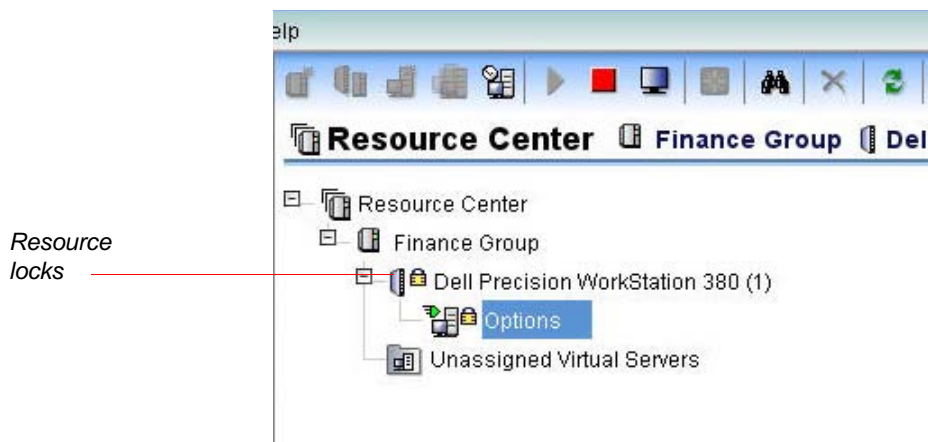 elp
Resource Center Finance Group Del
Resource Center
Finance Group
Resource
locks
Dell Precision WorkStation 380 (1)
Options
Unassigned Virtual Servers